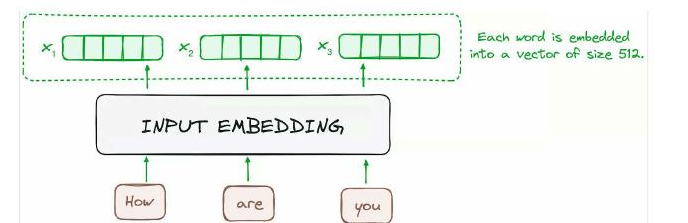 x1
x2
x3
Each word is embedded
into a vector of size 512.
INPUT EMBEDDING
How
are
you